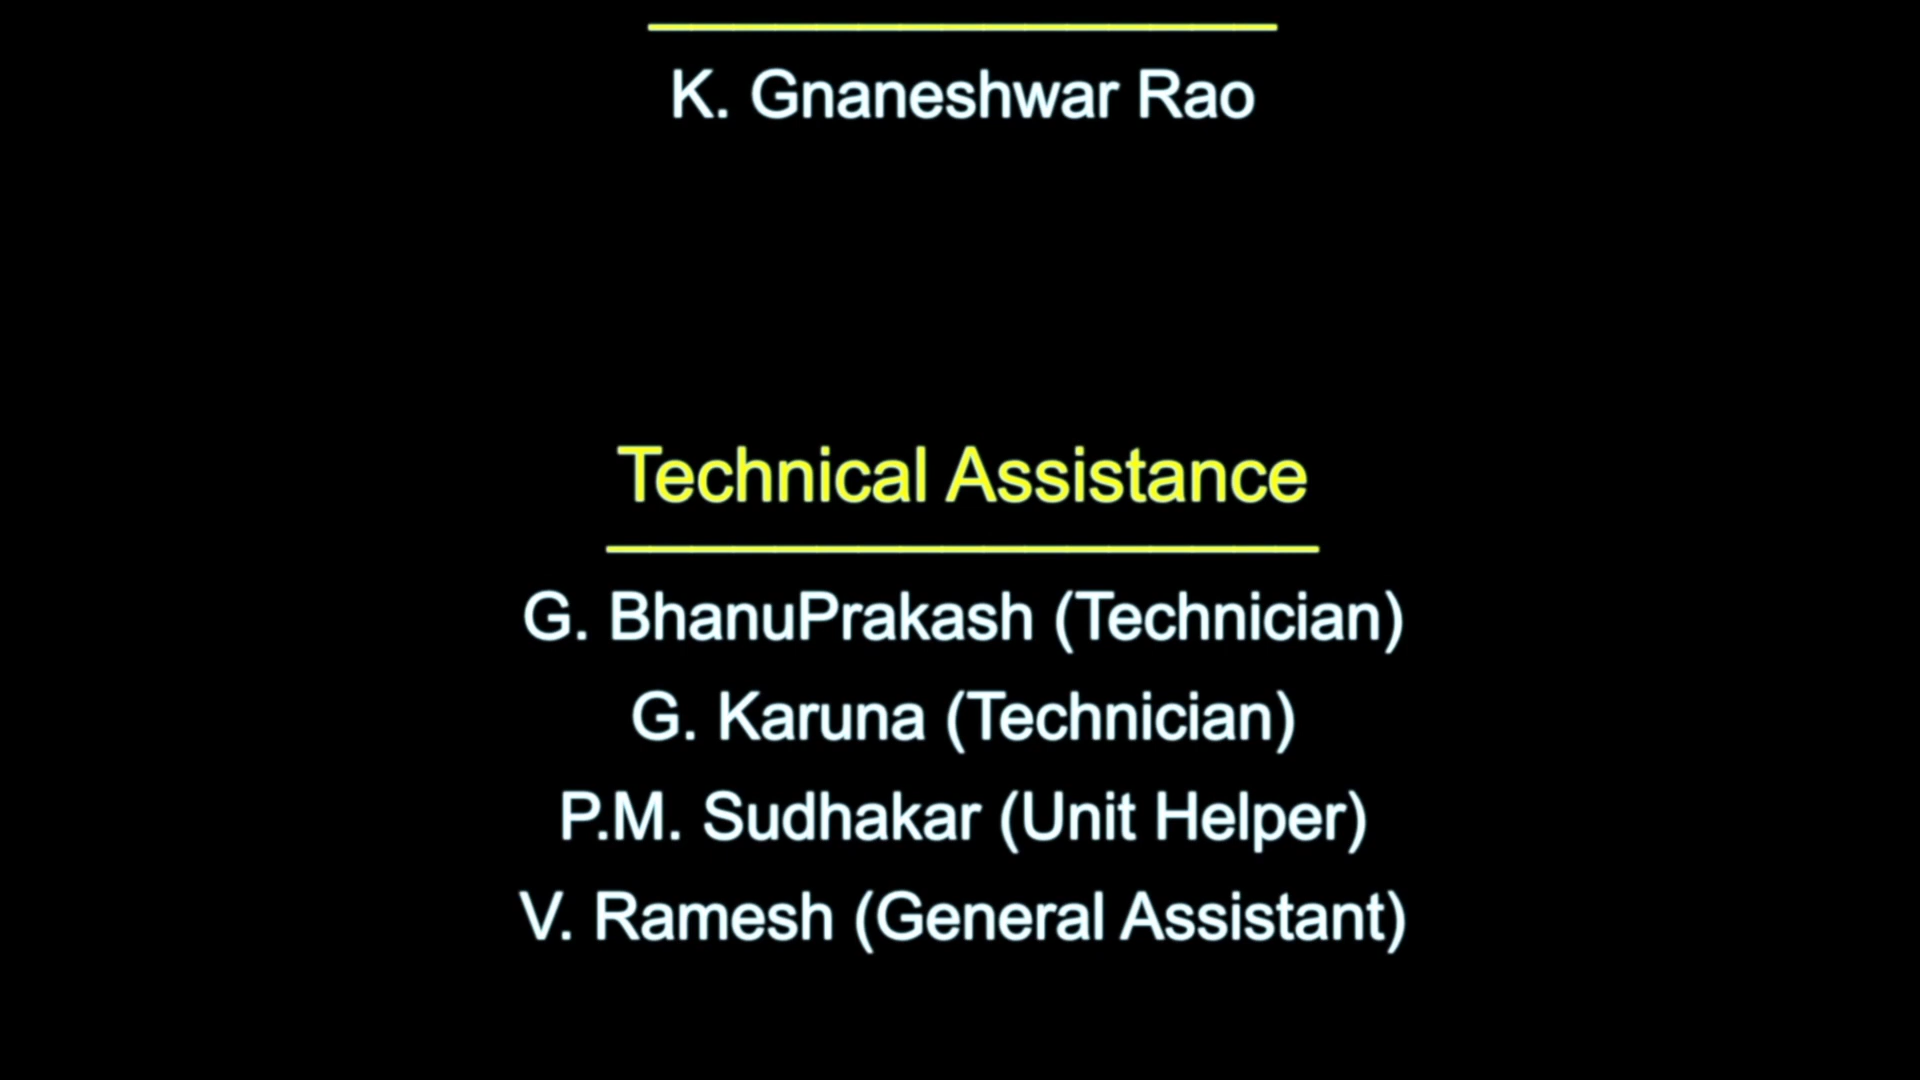 K. Gnaneshwar Rao
Technical Assistance
G. BhanuPrakash (Technician)
G. Karuna (Technician)
P.M. Sudhakar (Unit Helper)
V. Ramesh (General Assistant)